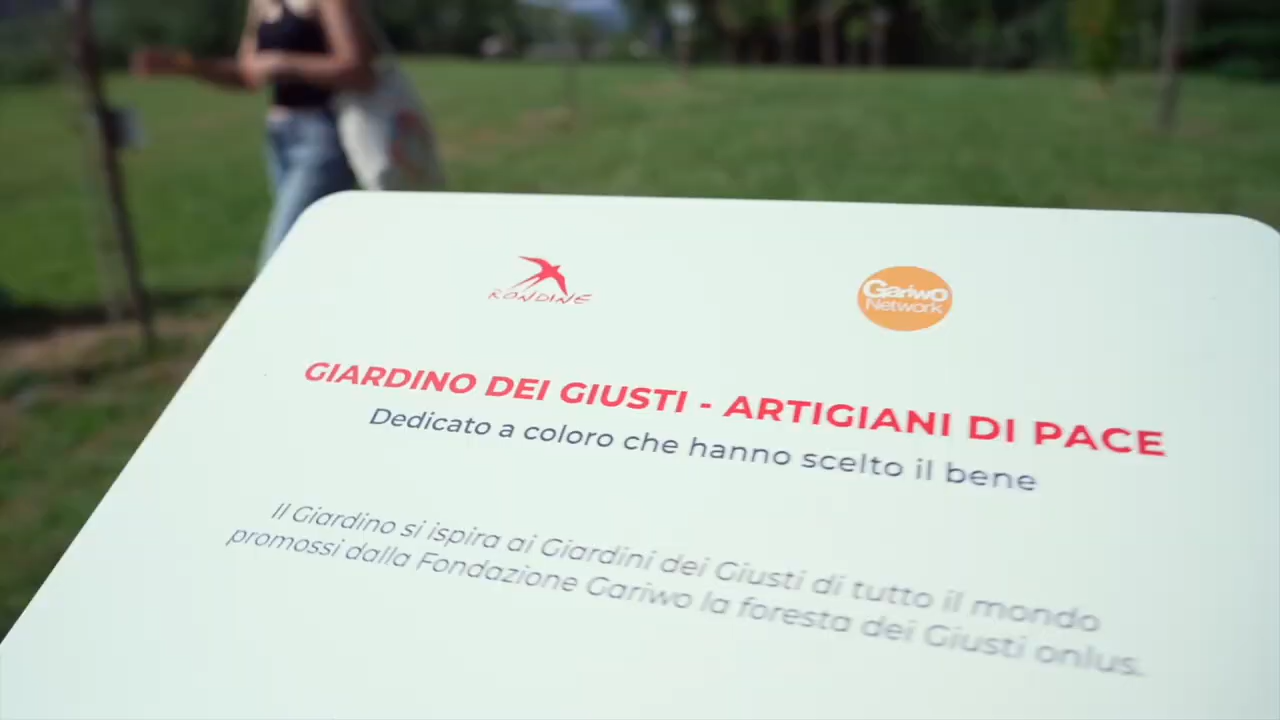 RONDINE
Gariwo
Network
GIARDINO DEI GIUSTI - ARTIGIANI DI PACE
Dedicato a coloro che hanno scelto il bene
Il Giardino si ispira ai Giardini dei Giusti di tutto il mondo
promossi dalla Fondazione Gariwo la foresta dei Giusti onlus.